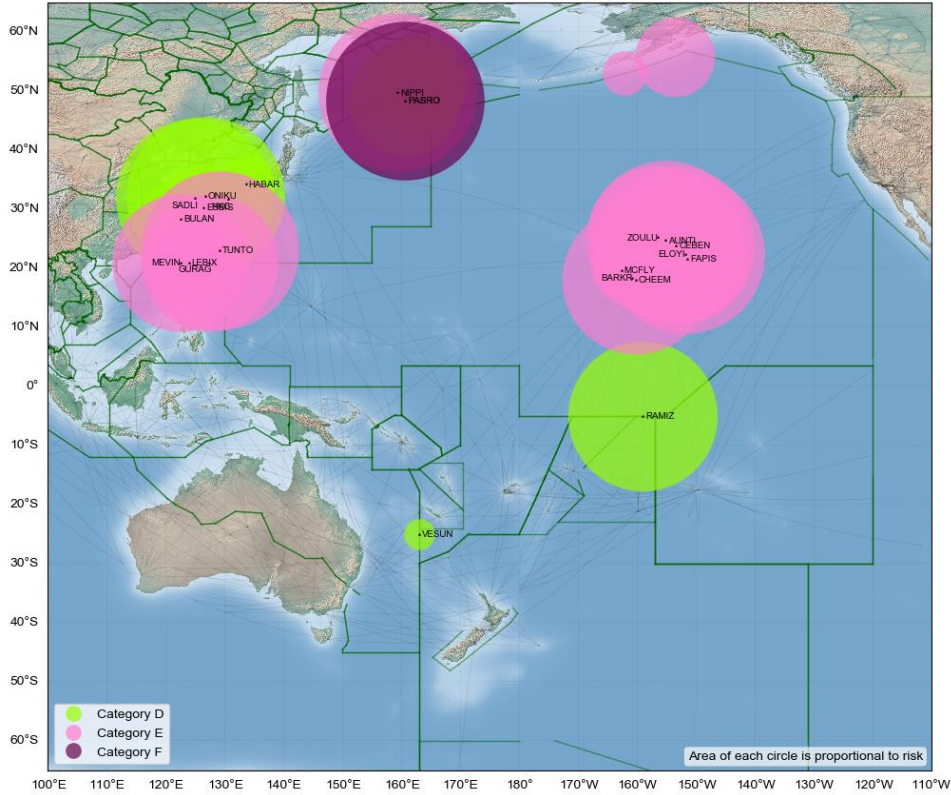 60°N
50°N
NIPPI
PASRO
40°N
HABAR
ONIKU
SADLI
30°N
BULAN
ZOULU
AUNTI
CEBEN
TUNTO
ELOYI
FAPIS
MEVIN
LEBIX
GURAG
20°N
MCFLY
BARKR
CHEEM
10°N
0°
RAMIZ
10°S
20°S
VESUN
30°S
40°S
50°S
Category D
Category E
Category F
60°S
Area of each circle is proportional to risk
100°E 110°E 120°E 130°E 140°E 150°E 160°E 170°E 180° 170°W 160°W 150°W 140°W 130°W 120°W 110°W